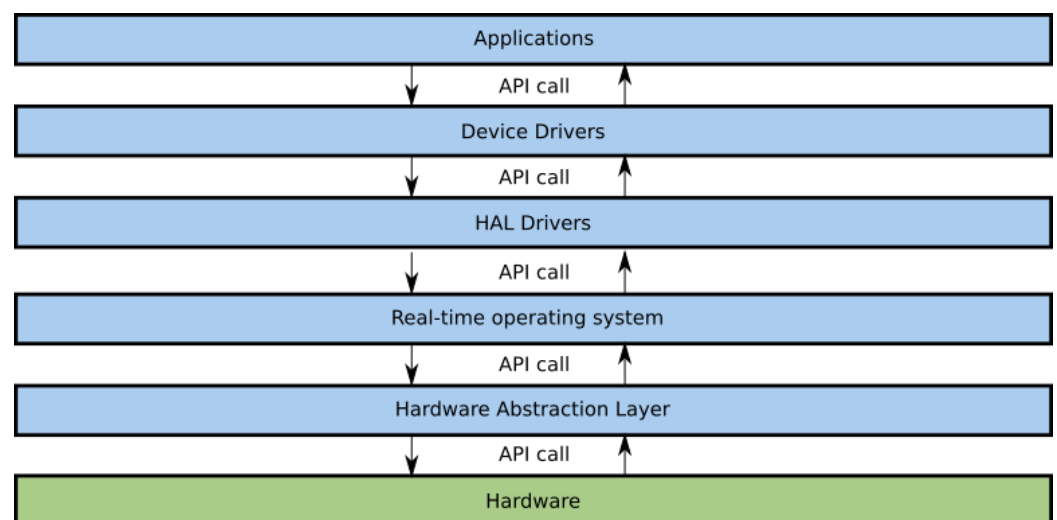 Applications
API call
Device Drivers
API call
HAL Drivers
API call
Real-time operating system
API call
Hardware Abstraction Layer
API call
Hardware